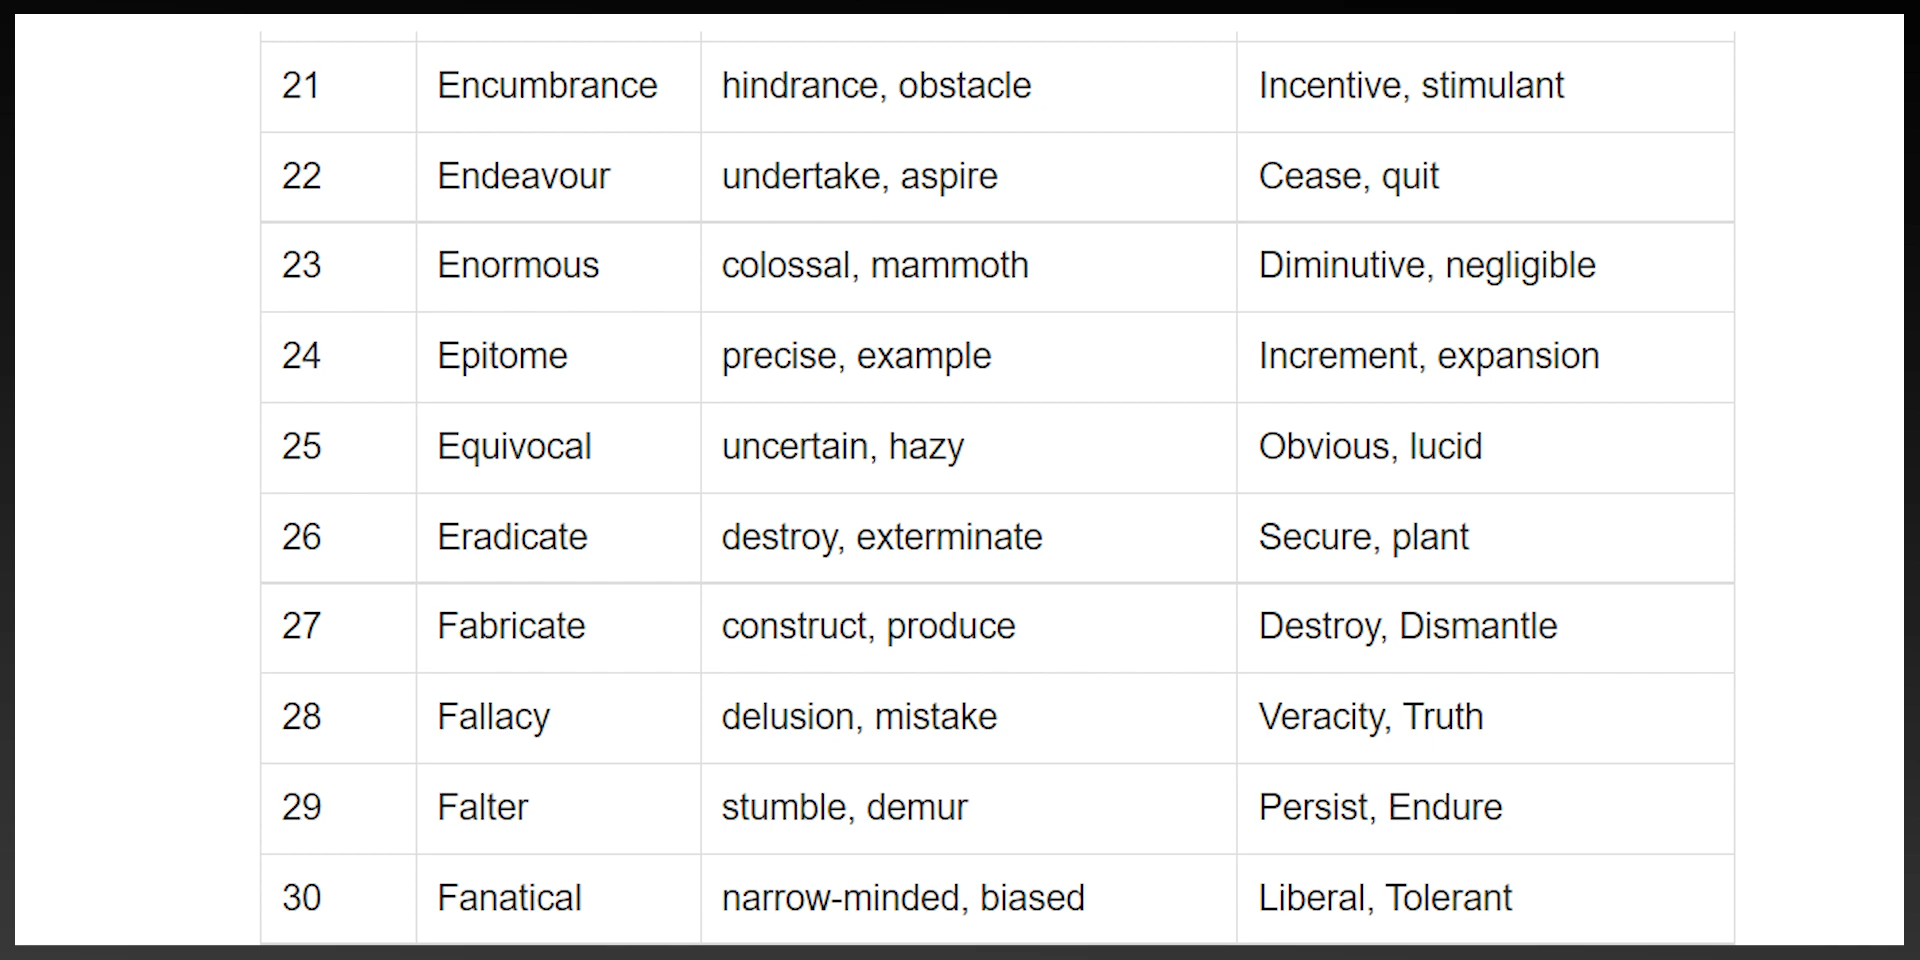 21 Encumbrance hindrance, obstacle Incentive, stimulant
22 Endeavour undertake, aspire Cease, quit
23 Enormous colossal, mammoth Diminutive, negligible
24 Epitome precise, example Increment, expansion
25 Equivocal uncertain, hazy Obvious, lucid
26 Eradicate destroy, exterminate Secure, plant
27 Fabricate construct, produce Destroy, Dismantle
28 Fallacy delusion, mistake Veracity, Truth
29 Falter stumble, demur Persist, Endure
30 Fanatical narrow-minded, biased Liberal, Tolerant